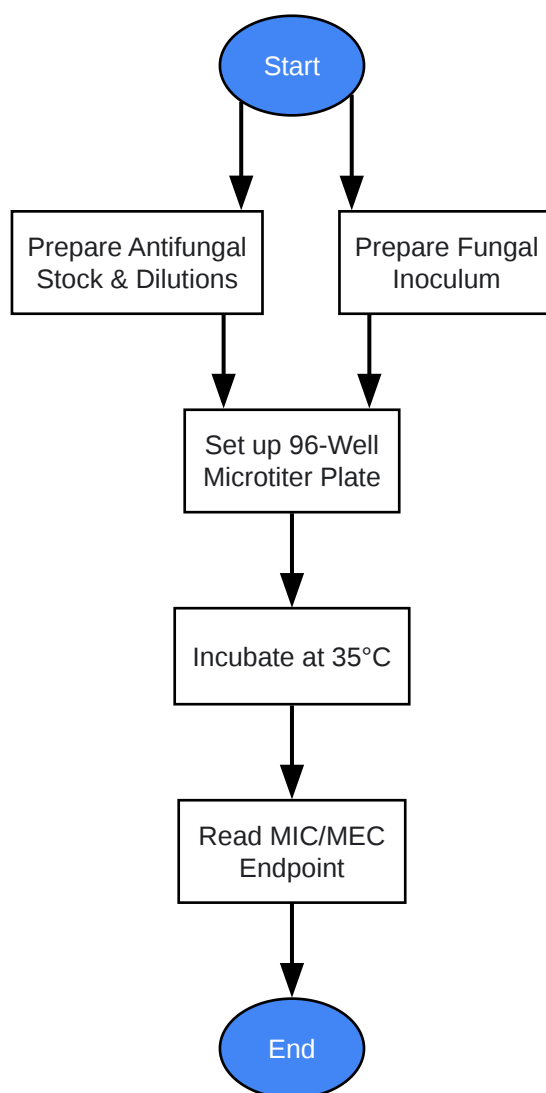 Start
Prepare Antifungal
Stock & Dilutions
Prepare Fungal
Inoculum
Set up 96-Well
Microtiter Plate
Incubate at 35°C
Read MIC/MEC
Endpoint
End